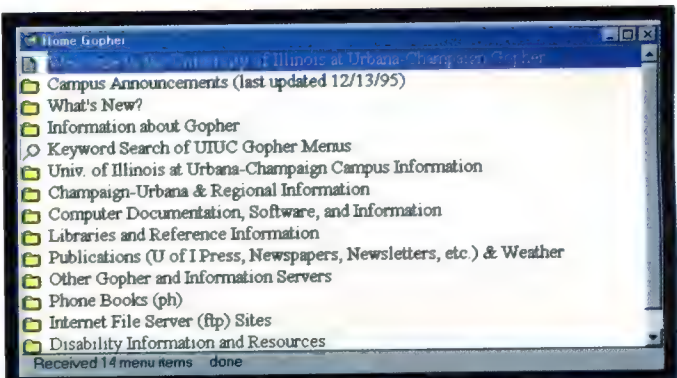 Home Gopher
Welcome to the University of Illinois at Urbana-Champaign Gopher
Campus Announcements (last updated 12/13/95)
What's New?
Information about Gopher
Keyword Search of UIUC Gopher Menus
Univ. of Illinois at Urbana-Champaign Campus Information
Champaign-Urbana & Regional Information
Computer Documentation, Software, and Information
Libraries and Reference Information
Publications (U of I Press, Newspapers, Newsletters, etc.) & Weather
Other Gopher and Information Servers
Phone Books (ph)
Internet File Server (ftp) Sites
Disability Information and Resources
Received 14 menu items done